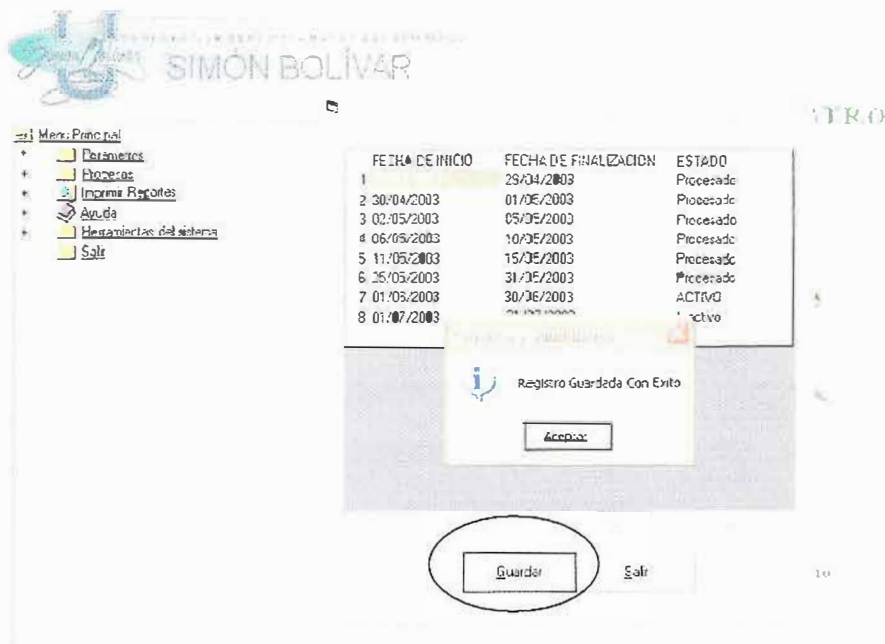 SIMÓN BOLÍVAR
Menu Principal
Parametros
Procesos
Imprimir Reportes
Ayuda
Herramientas del sistema
Salir
FECHA DE INICIO FECHA DE FINALIZACION ESTADO
1 29/04/2003 Procesado
2 30/04/2003 01/05/2003 Procesado
3 02/05/2003 05/05/2003 Procesado
4 06/05/2003 10/05/2003 Procesado
5 11/05/2003 15/05/2003 Procesado
6 25/05/2003 31/05/2003 Procesado
7 01/06/2003 30/06/2003 ACTIVO
8 01/07/2003
Registro Guardada Con Exito
Aceptar
Guardar Salir